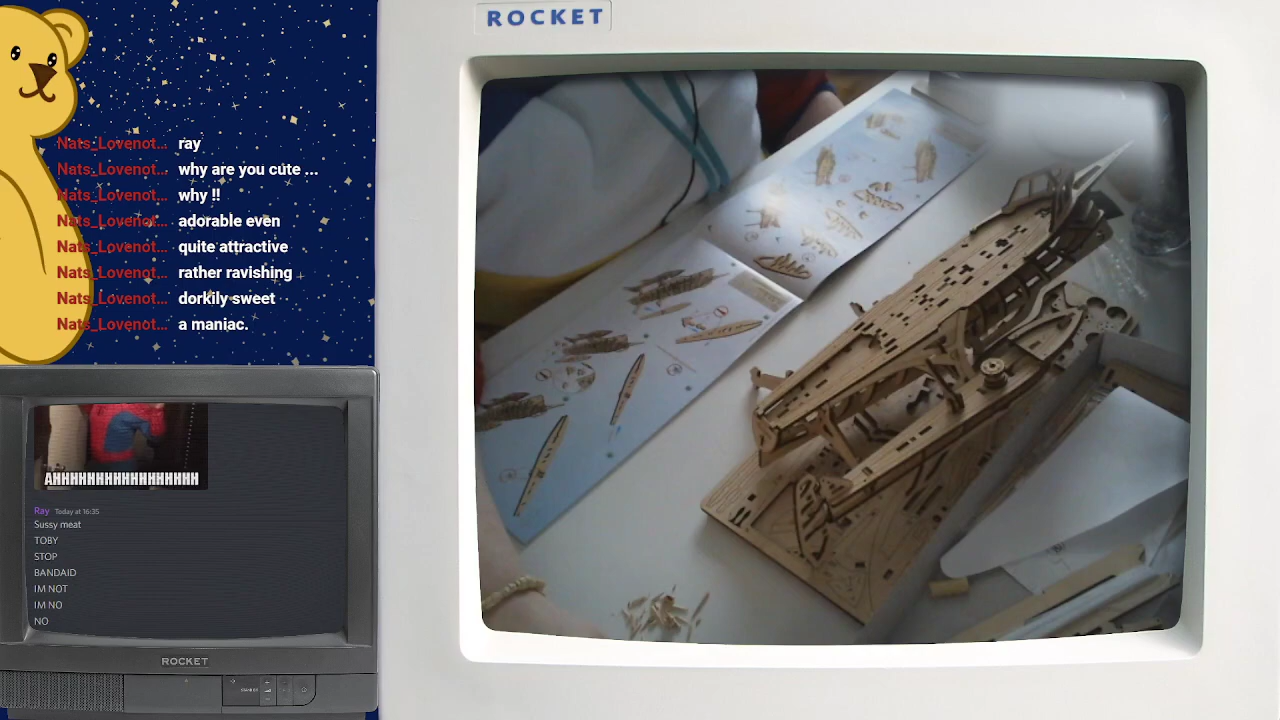 ROCKET
Nats_Lovenot... ray
Nats_Lovenot... why are you cute ...
Nats_Lovenot... why !!
Nats_Lovenot... adorable even
Nats_Lovenot... quite attractive
Nats_Lovenot... rather ravishing
Nats_Lovenot... dorkily sweet
Nats_Lovenot... a maniac.
AHHHHHHHHHHHHHHHHHH
Ray Today at 16:35
Sussy meat
TOBY
STOP
BANDAID
IM NOT
IM NO
NO
ROCKET